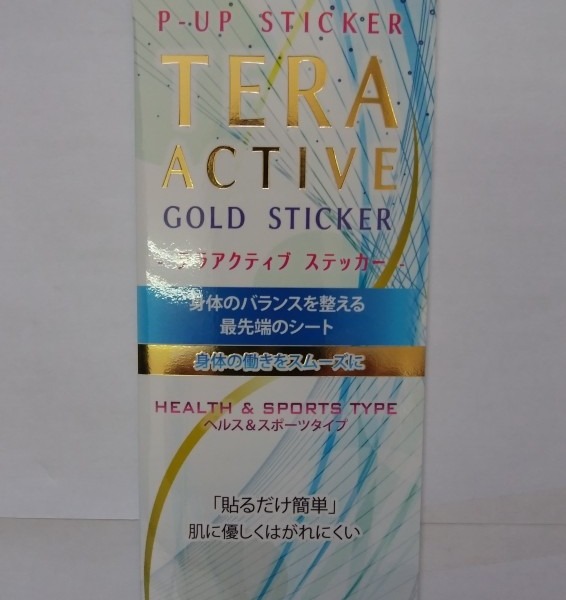 P-UP STICKER
TERA
ACTIVE
GOLD STICKER
- テラアクティブ ステッカー -
身体のバランスを整える
最先端のシート
身体の働きをスムーズに
HEALTH & SPORTS TYPE
ヘルス&スポーツタイプ
「貼るだけ簡単」
肌に優しくはがれにくい